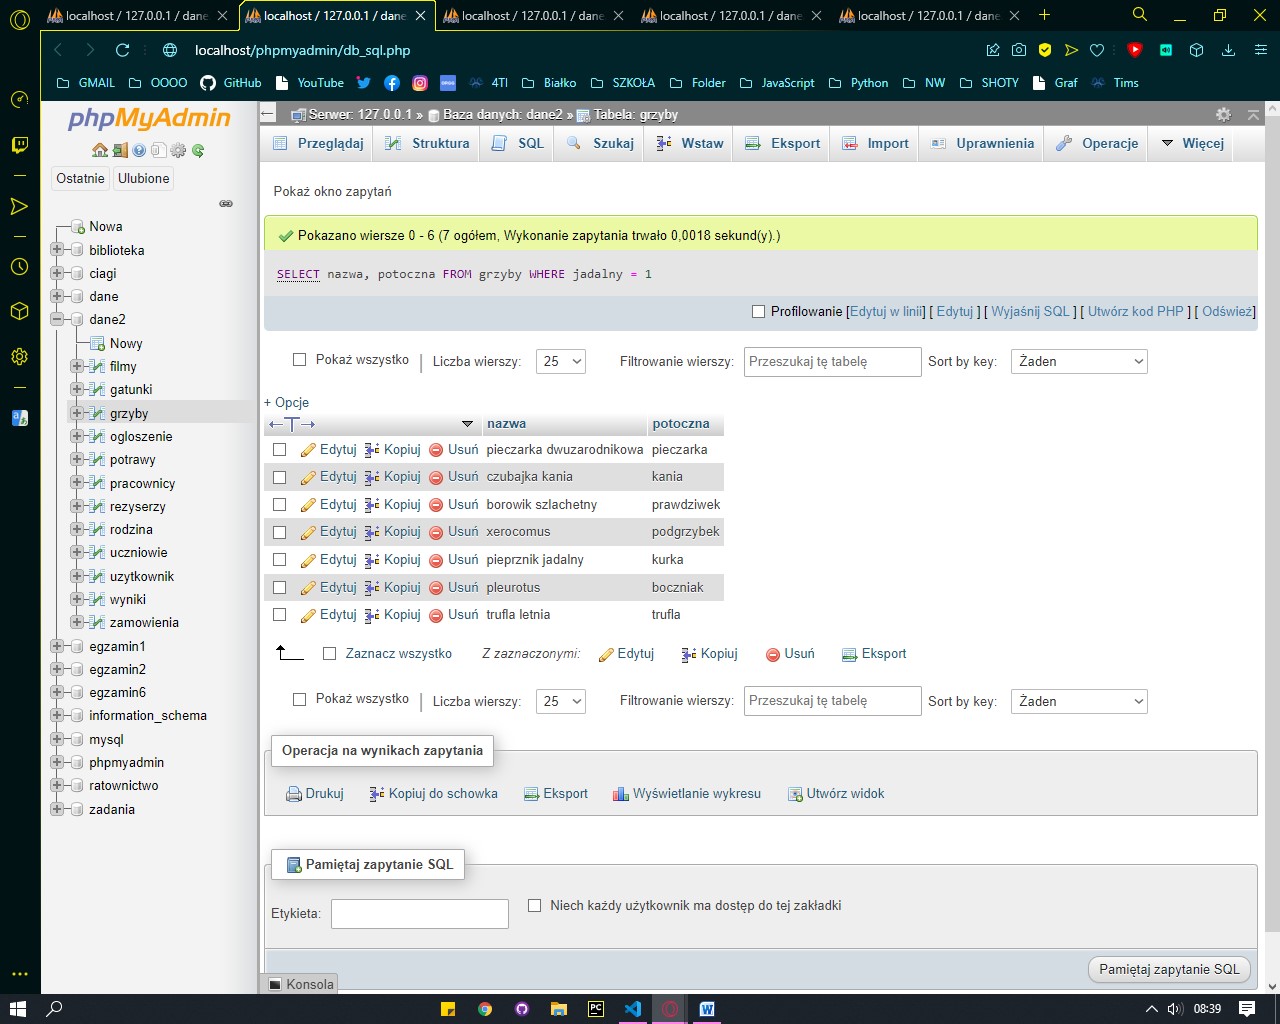 localhost / 127.0.0.1 / dane
localhost / 127.0.0.1 / dane
localhost / 127.0.0.1 / dane
localhost / 127.0.0.1 / dane
localhost / 127.0.0.1 / dane
localhost/phpmyadmin/db_sql.php
GMAIL OOOO GitHub YouTube 4TI Białko SZKOŁA Folder JavaScript Python NW SHOTY Graf Tims
phpMyAdmin
Ostatnie Ulubione
Nowa
biblioteka
ciagi
dane
dane2
Nowy
filmy
gatunki
grzyby
ogloszenie
potrawy
pracownicy
rezyserzy
rodzina
uczniowie
uzytkownik
wyniki
zamowienia
egzamin1
egzamin2
egzamin6
information_schema
mysql
phpmyadmin
ratownictwo
zadania
Serwer: 127.0.0.1 » Baza danych: dane2 » Tabela: grzyby
Przeglądaj Struktura SQL Szukaj Wstaw Eksport Import Uprawnienia Operacje Więcej
Pokaż okno zapytań
Pokazano wiersze 0 - 6 (7 ogółem, Wykonanie zapytania trwało 0,0018 sekund(y).)
SELECT nazwa, potoczna FROM grzyby WHERE jadalny = 1
Profilowanie [Edytuj w linii] [ Edytuj ] [ Wyjaśnij SQL ] [ Utwórz kod PHP ] [ Odśwież]
Pokaż wszystko | Liczba wierszy: 25 Filtrowanie wierszy: Przeszukaj tę tabelę Sort by key: Żaden
+ Opcje
←T→ nazwa potoczna
Edytuj Kopiuj Usuń pieczarka dwuzarodnikowa pieczarka
Edytuj Kopiuj Usuń czubajka kania kania
Edytuj Kopiuj Usuń borowik szlachetny prawdziwek
Edytuj Kopiuj Usuń xerocomus podgrzybek
Edytuj Kopiuj Usuń pieprznik jadalny kurka
Edytuj Kopiuj Usuń pleurotus boczniak
Edytuj Kopiuj Usuń trufla letnia trufla
Zaznacz wszystko Z zaznaczonymi: Edytuj Kopiuj Usuń Eksport
Pokaż wszystko | Liczba wierszy: 25 Filtrowanie wierszy: Przeszukaj tę tabelę Sort by key: Żaden
Operacja na wynikach zapytania
Drukuj Kopiuj do schowka Eksport Wyświetlanie wykresu Utwórz widok
Pamiętaj zapytanie SQL
Etykieta: Niech każdy użytkownik ma dostęp do tej zakładki
Pamiętaj zapytanie SQL
Konsola
08:39